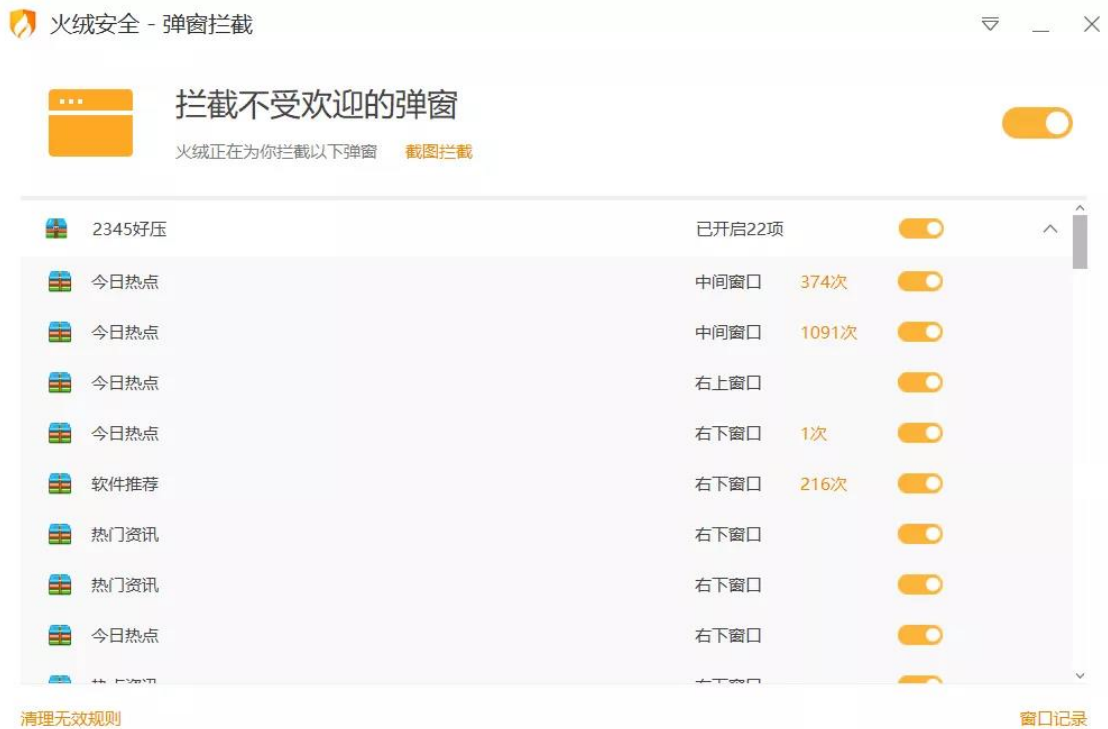 火绒安全 - 弹窗拦截
拦截不受欢迎的弹窗
火绒正在为你拦截以下弹窗 截图拦截
2345好压 已开启22项
今日热点 中间窗口 374次
今日热点 中间窗口 1091次
今日热点 右上窗口
今日热点 右下窗口 1次
软件推荐 右下窗口 216次
热门资讯 右下窗口
热门资讯 右下窗口
今日热点 右下窗口
清理无效规则 窗口记录